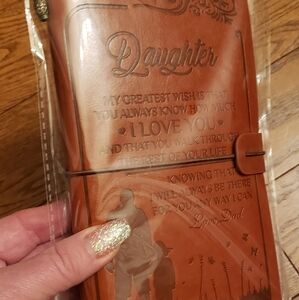 Daughter
MY GREATEST WISH IS THAT
YOU ALWAYS KNOW HOW MUCH
• I LOVE YOU •
AND THAT YOU WALK THROUGH
THE REST OF YOUR LIFE
KNOWING THAT
I WILL ALWAYS BE THERE
FOR YOU ANY WAY I CAN
Love, Dad